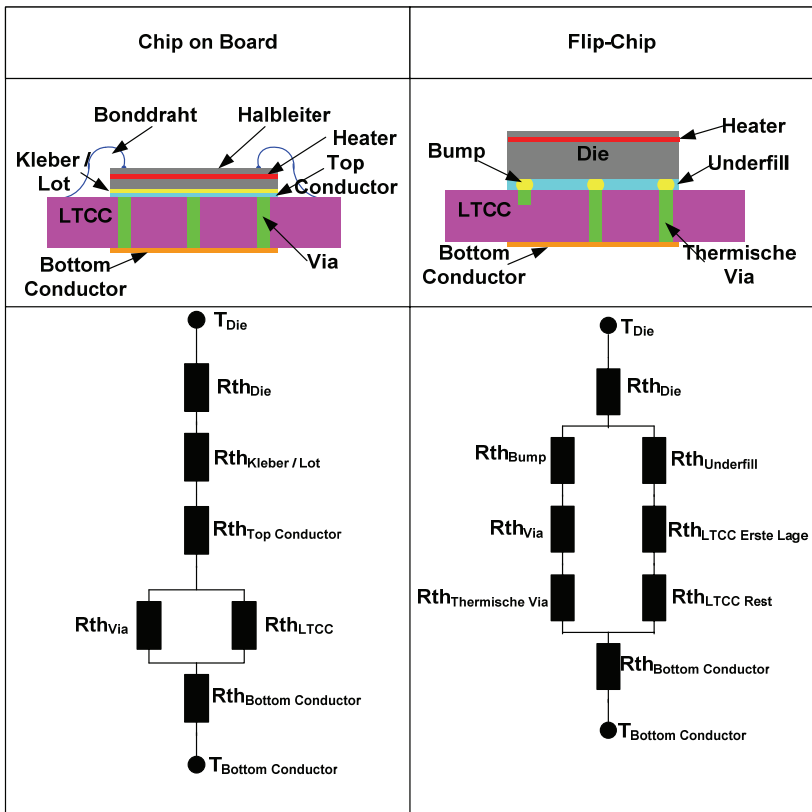 Chip on Board
Flip-Chip
Bonddraht
Halbleiter
Heater
Kleber /
Lot
Top
Conductor
LTCC
Via
Bottom
Conductor
Heater
Die
Bump
Underfill
LTCC
Bottom
Conductor
Thermische
Via
TDie
RthDie
RthKleber / Lot
RthTop Conductor
RthVia
RthLTCC
RthBottom Conductor
TBottom Conductor
TDie
RthDie
RthBump
RthUnderfill
RthVia
RthLTCC Erste Lage
RthThermische Via
RthLTCC Rest
RthBottom Conductor
TBottom Conductor